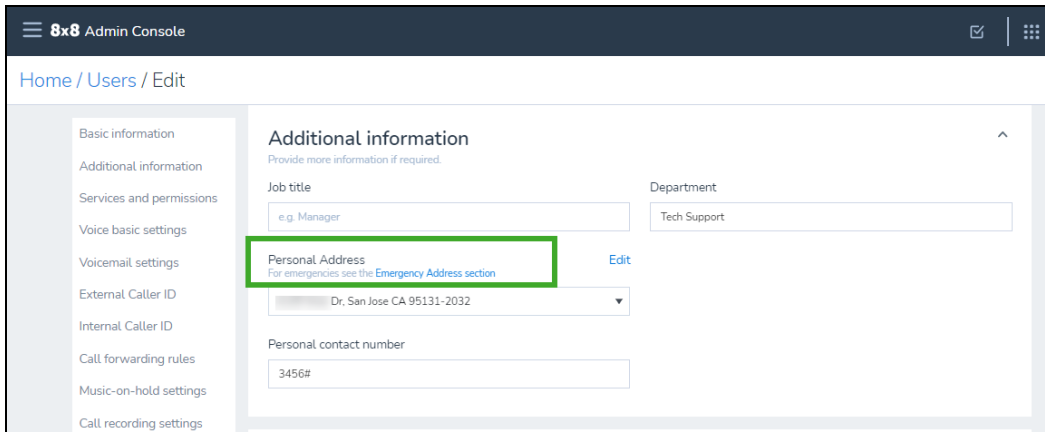 8x8 Admin Console
Home / Users / Edit
Basic information
Additional information
Services and permissions
Voice basic settings
Voicemail settings
External Caller ID
Internal Caller ID
Call forwarding rules
Music-on-hold settings
Call recording settings
Additional information
Provide more information if required.
Job title
e.g. Manager
Department
Tech Support
Personal Address
Edit
For emergencies see the Emergency Address section
Dr, San Jose CA 95131-2032
Personal contact number
3456#